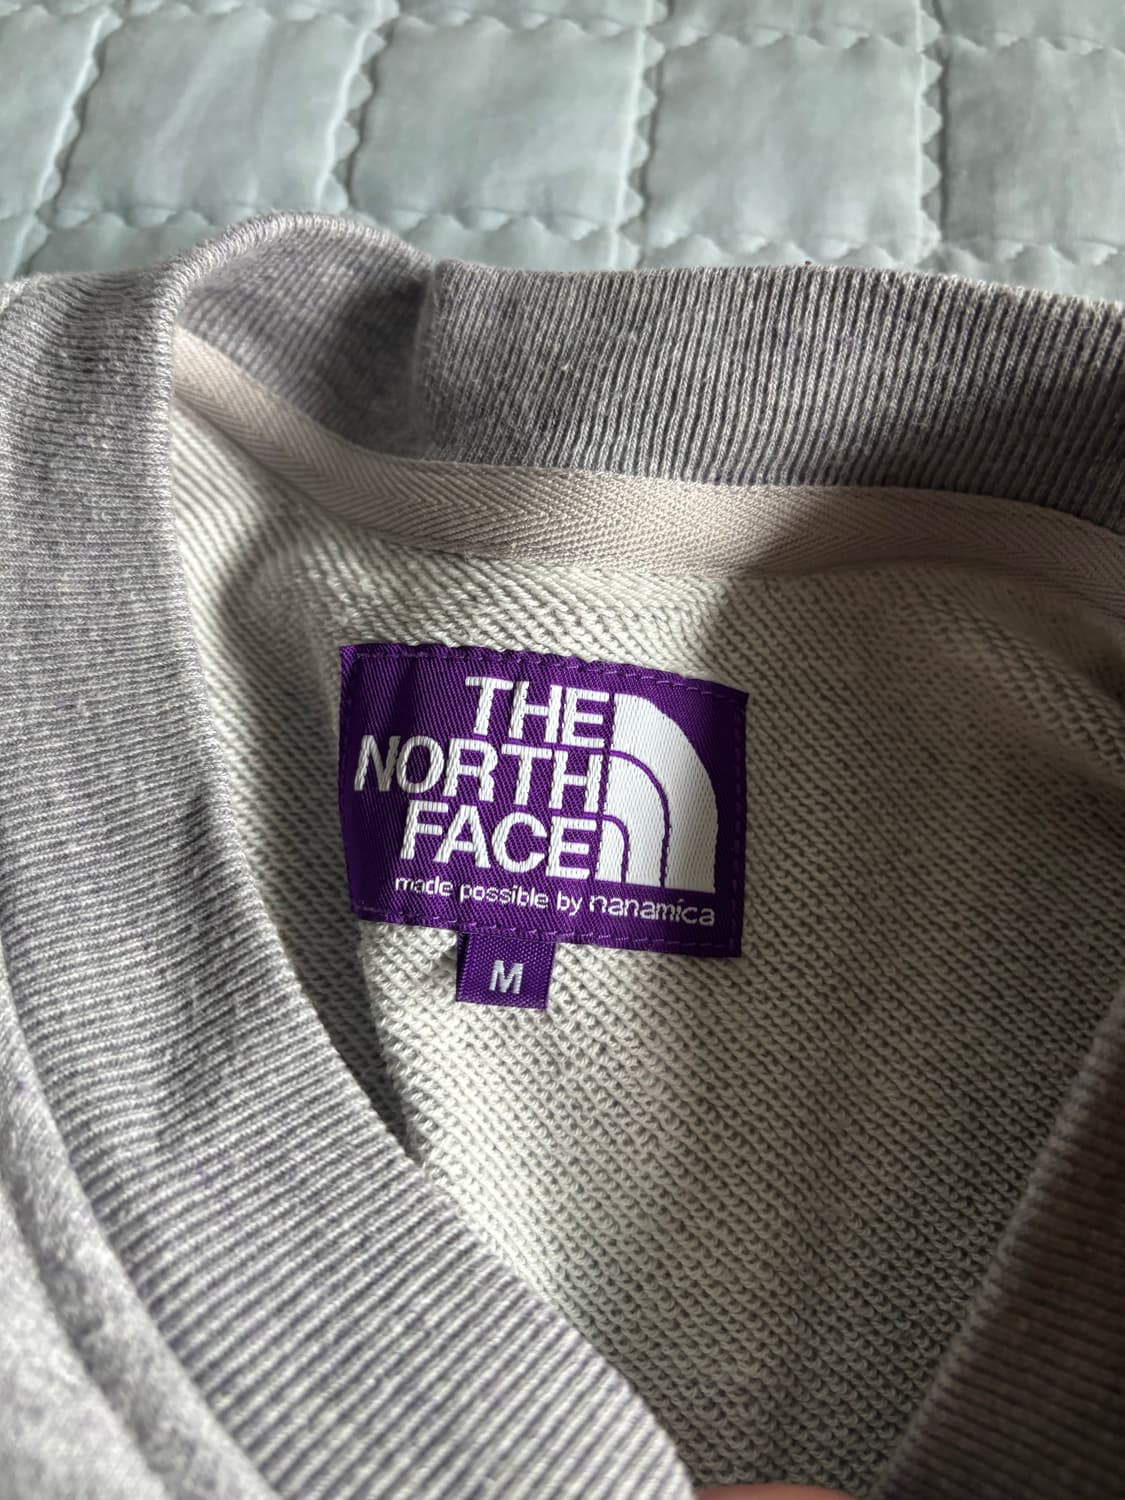 THE
NORTH
FACE
made possible by nanamica
M